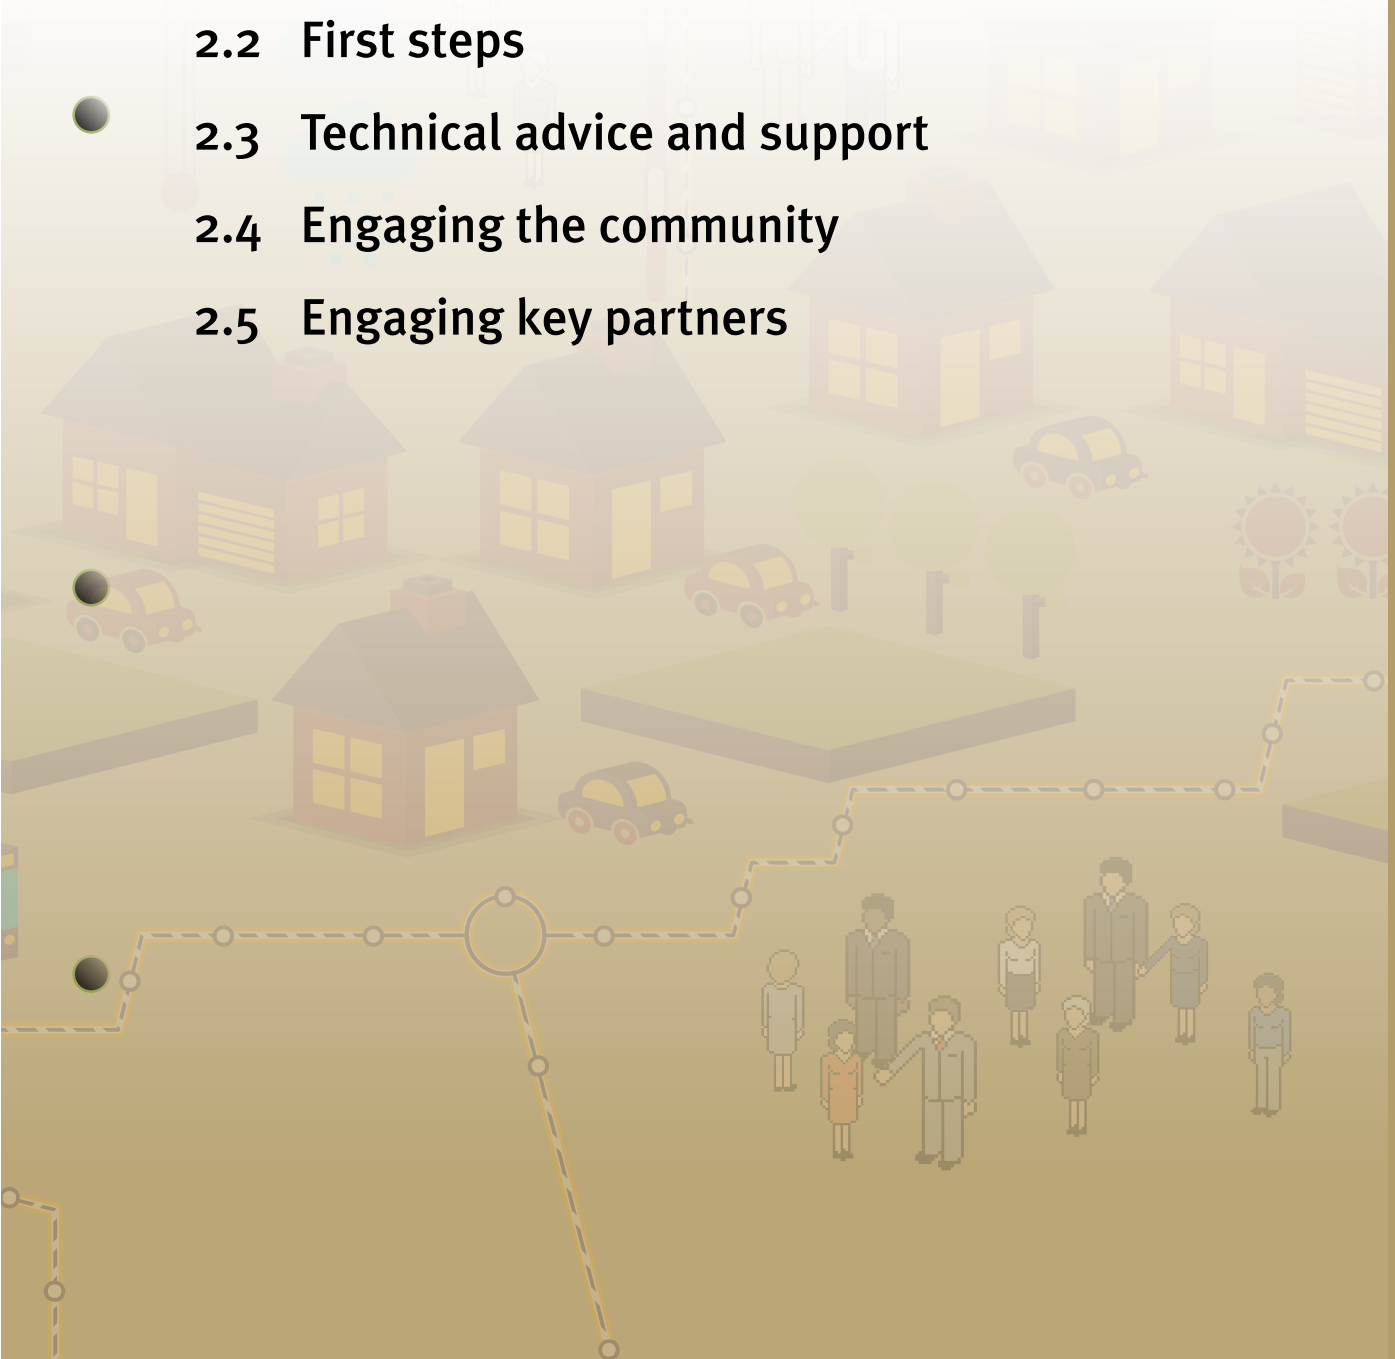 2.2 First steps
2.3 Technical advice and support
2.4 Engaging the community
2.5 Engaging key partners